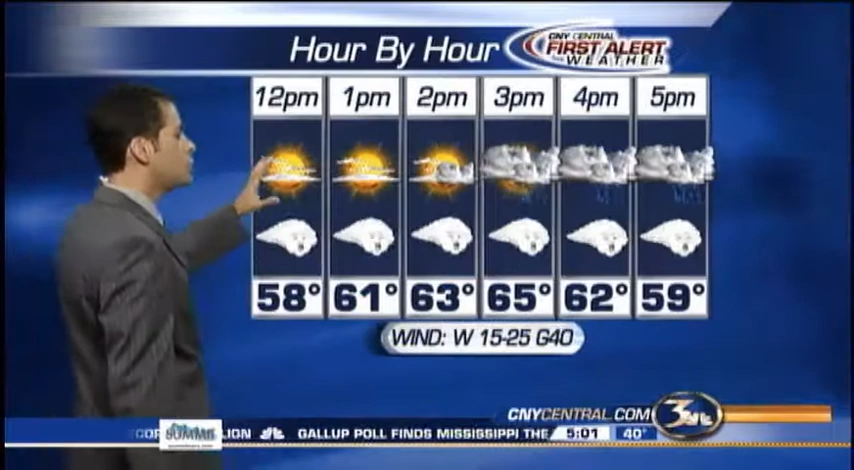 Hour By Hour
CNY CENTRAL
FIRST ALERT
WEATHER
12pm 1pm 2pm 3pm 4pm 5pm
58° 61° 63° 65° 62° 59°
WIND: W 15-25 G40
CNYCENTRAL.COM
3
SUMMIT
LION GALLUP POLL FINDS MISSISSIPPI THE
5:01 40°